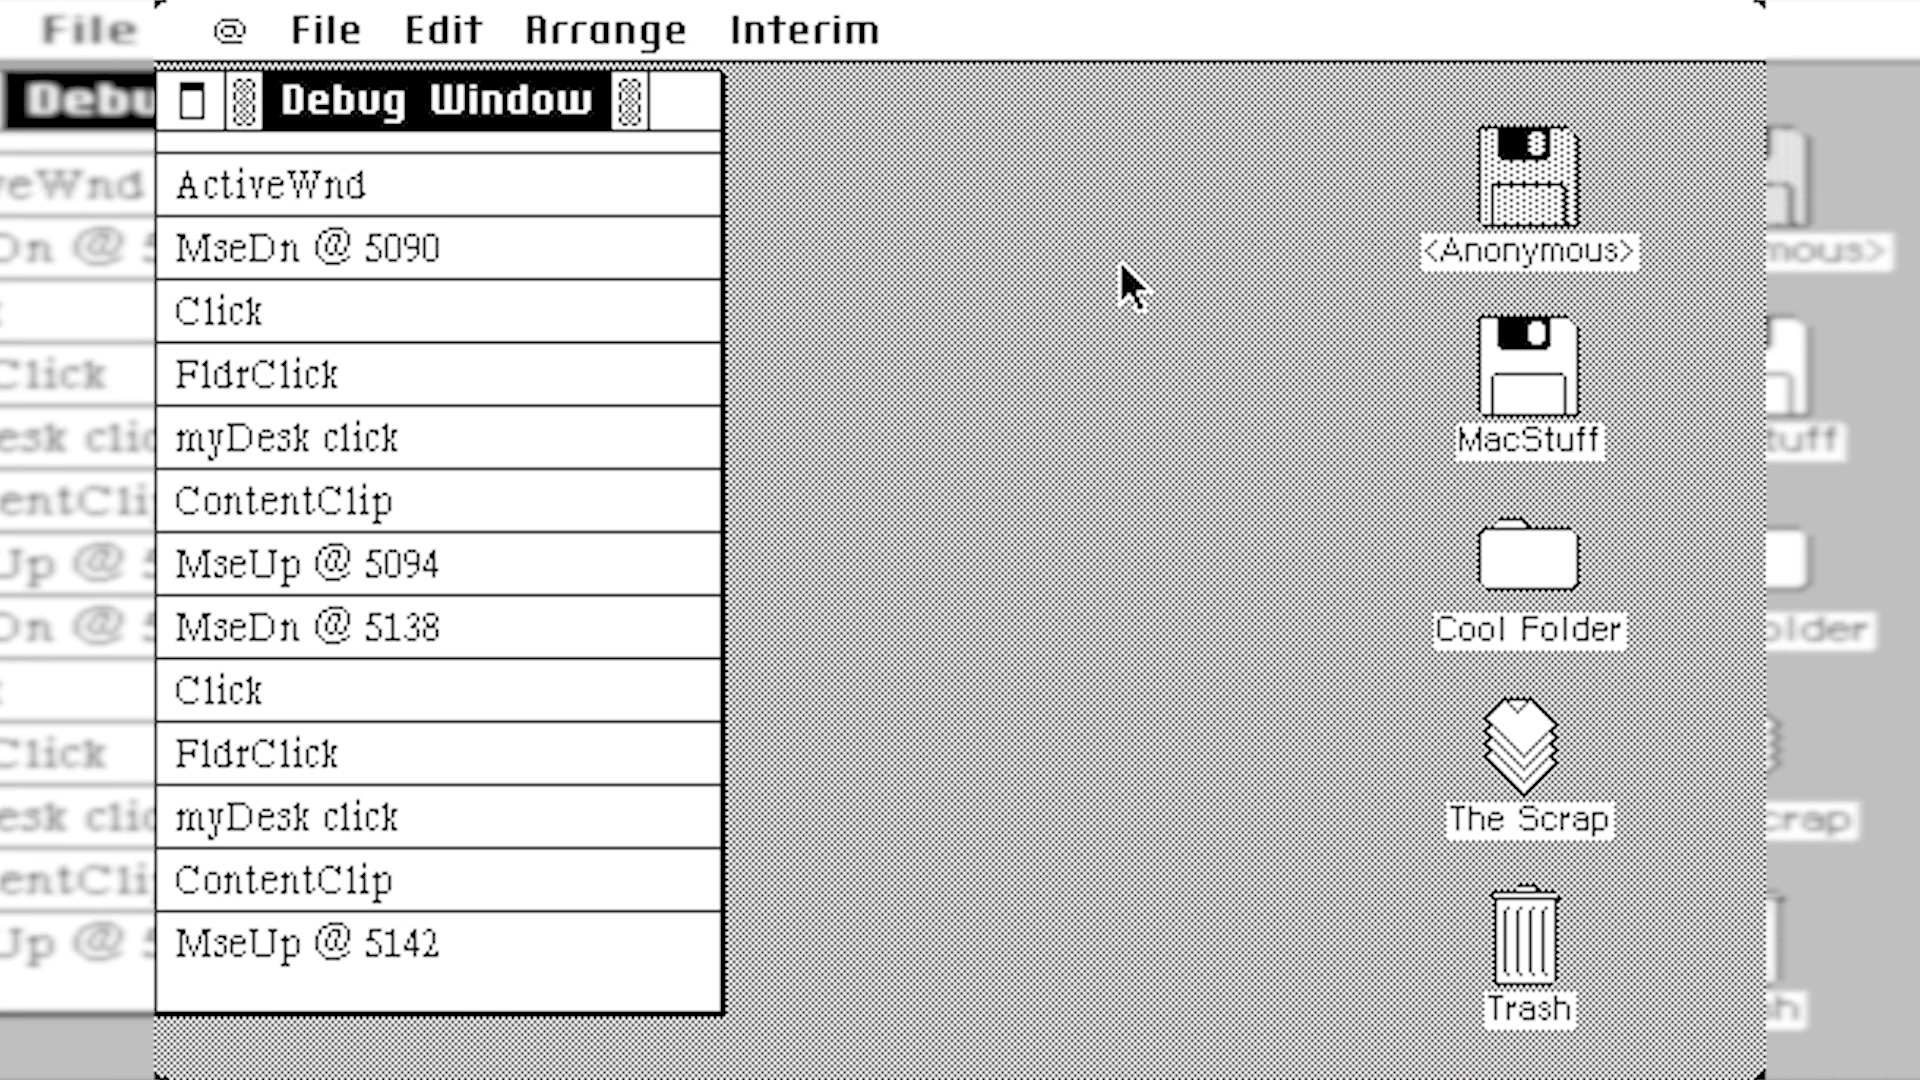 @ File Edit Arrange Interim
Debug Window
ActiveWnd
MseDn @ 5090
Click
FldrClick
myDesk click
ContentClip
MseUp @ 5094
MseDn @ 5138
Click
FldrClick
myDesk click
ContentClip
MseUp @ 5142
<Anonymous>
MacStuff
Cool Folder
The Scrap
Trash